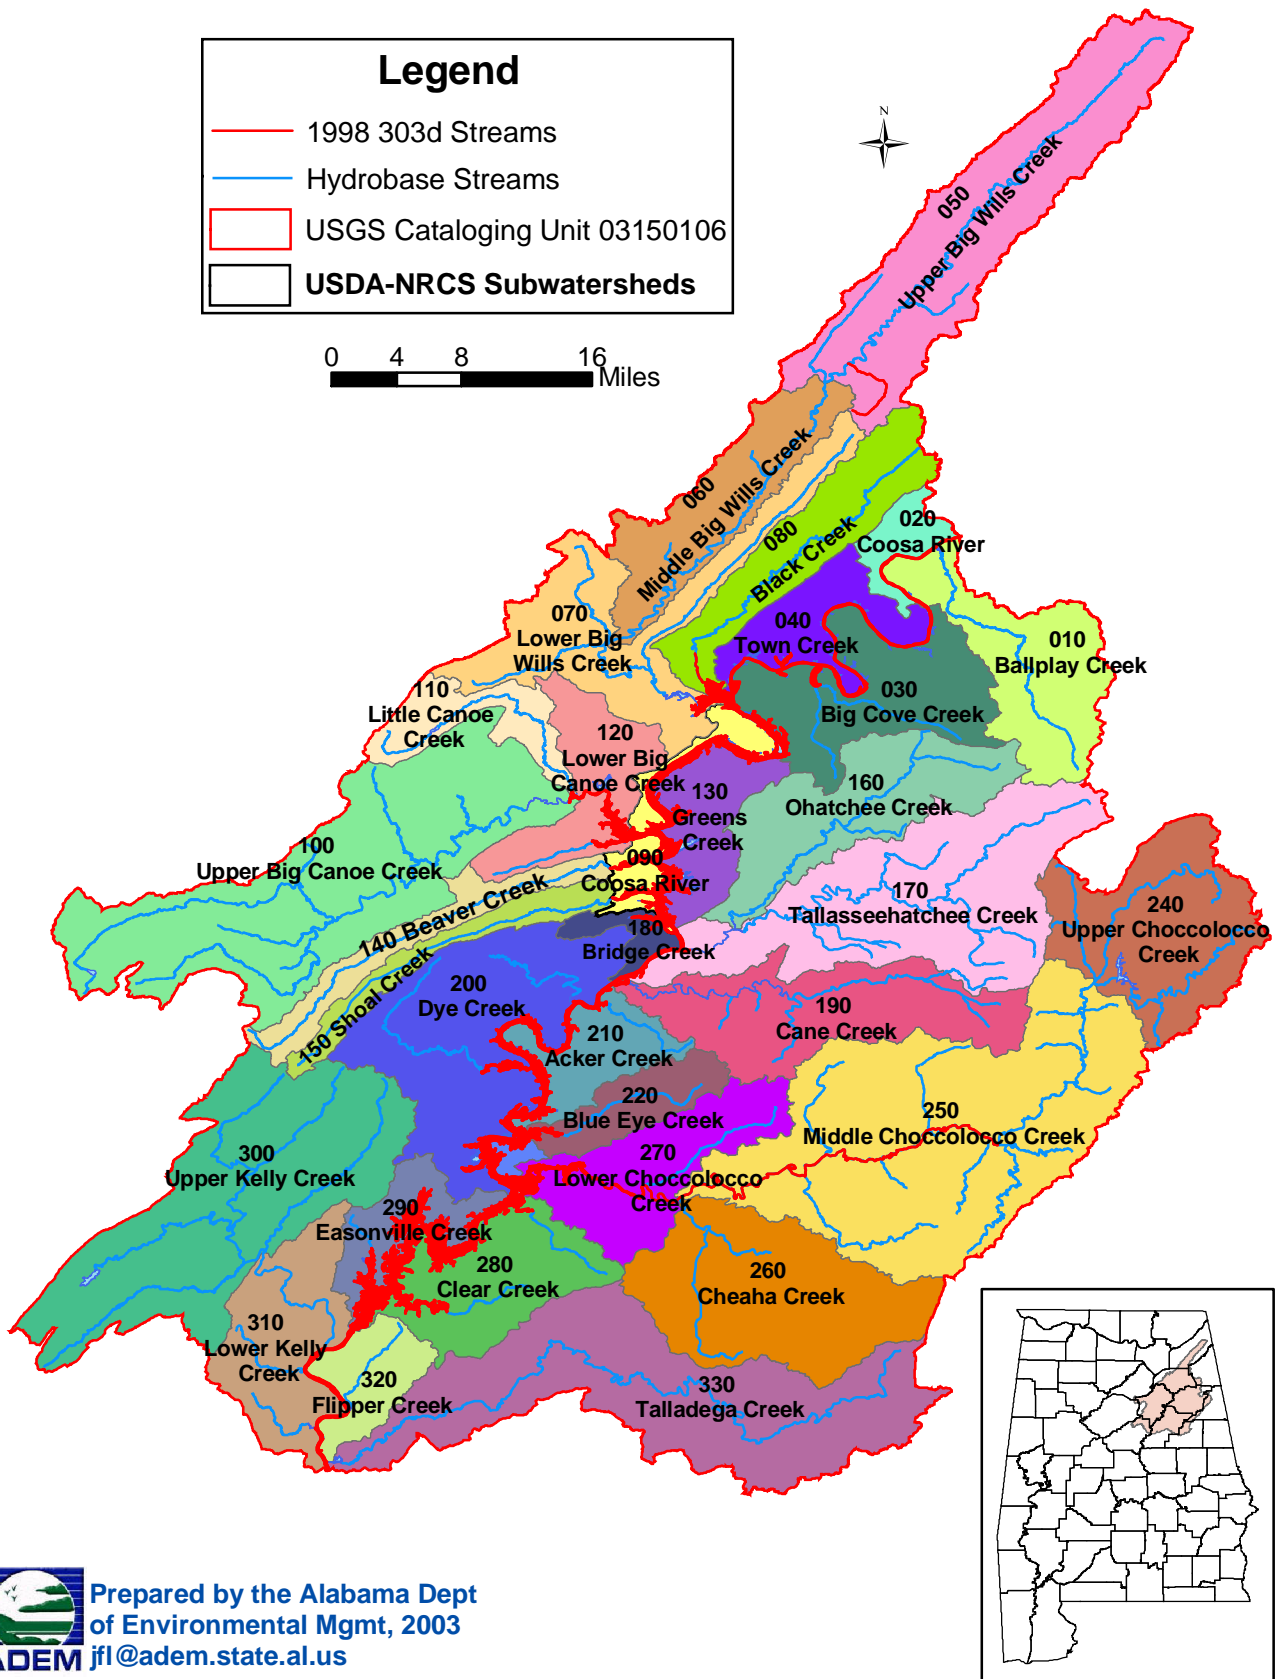 Legend
1998 303d Streams
Hydrobase Streams
USGS Cataloging Unit 03150106
USDA-NRCS Subwatersheds
N
0 4 8 16
Miles
050
Upper Big Wills Creek
060
Middle Big Wills Creek
080
Black Creek
020
Coosa River
070
Lower Big
Wills Creek
040
Town Creek
010
Ballplay Creek
030
Big Cove Creek
110
Little Canoe
Creek
120
Lower Big
Canoe Creek
130
Greens
Creek
160
Ohatchee Creek
100
Upper Big Canoe Creek
090
Coosa River
170
Tallasseehatchee Creek
240
Upper Choccolocco
Creek
140 Beaver Creek
180
Bridge Creek
150 Shoal Creek
200
Dye Creek
190
Cane Creek
210
Acker Creek
220
Blue Eye Creek
250
Middle Choccolocco Creek
300
Upper Kelly Creek
270
Lower Choccolocco
Creek
290
Easonville Creek
280
Clear Creek
260
Cheaha Creek
310
Lower Kelly
Creek
320
Flipper Creek
330
Talladega Creek
ADEM
Prepared by the Alabama Dept
of Environmental Mgmt, 2003
jfl@adem.state.al.us